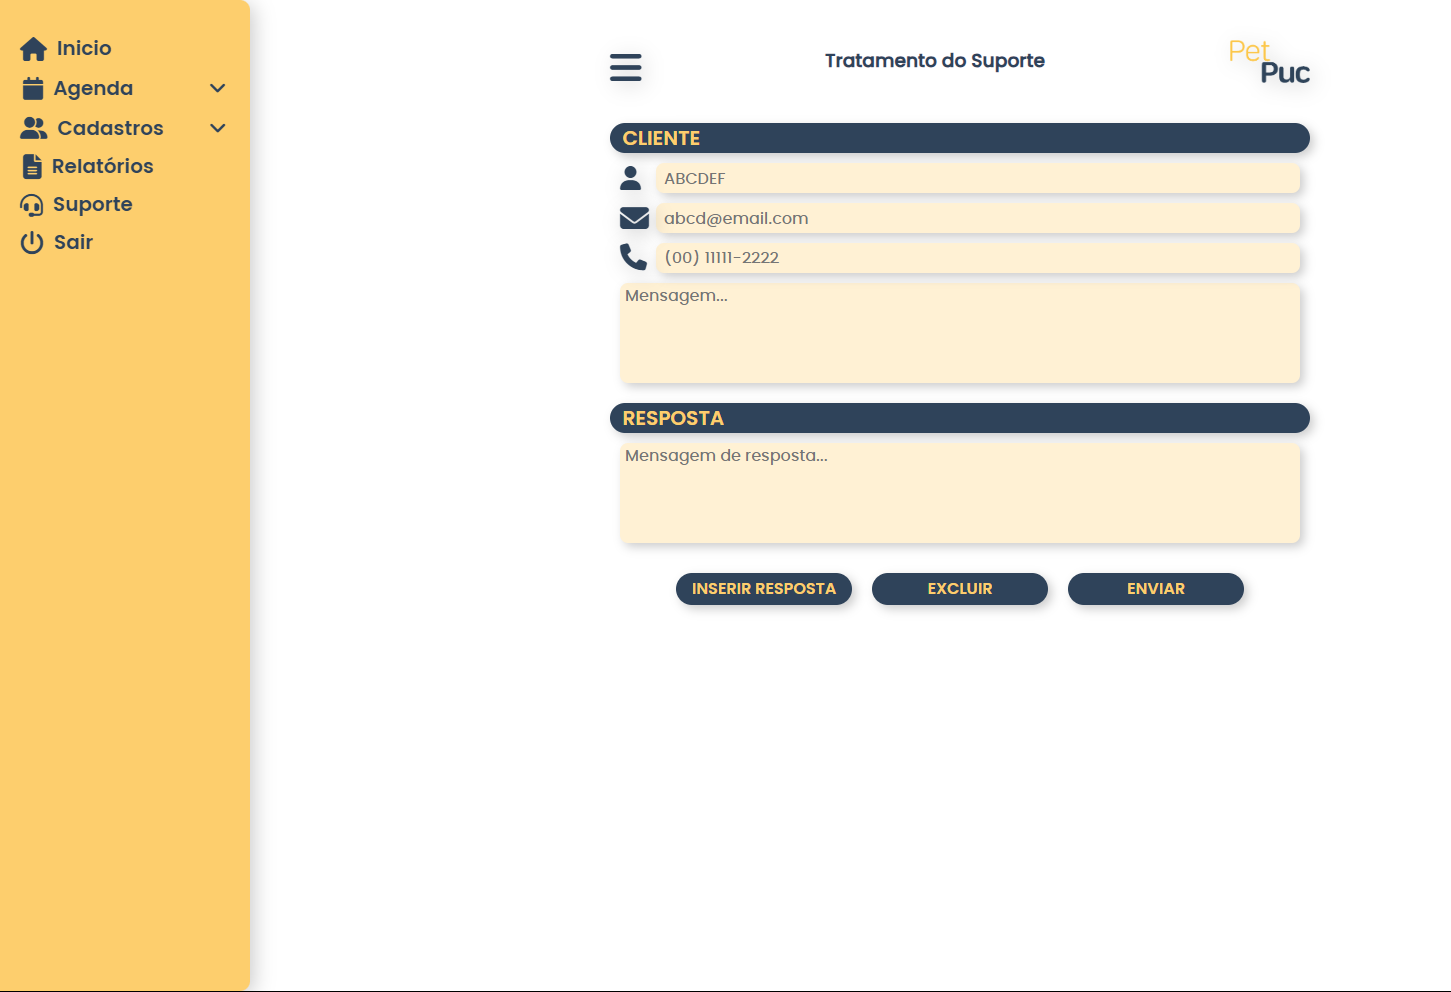 Inicio
Agenda
Cadastros
Relatórios
Suporte
Sair
Tratamento do Suporte
Pet
Puc
CLIENTE
ABCDEF
abcd@email.com
(00) 11111-2222
Mensagem...
RESPOSTA
Mensagem de resposta...
INSERIR RESPOSTA
EXCLUIR
ENVIAR